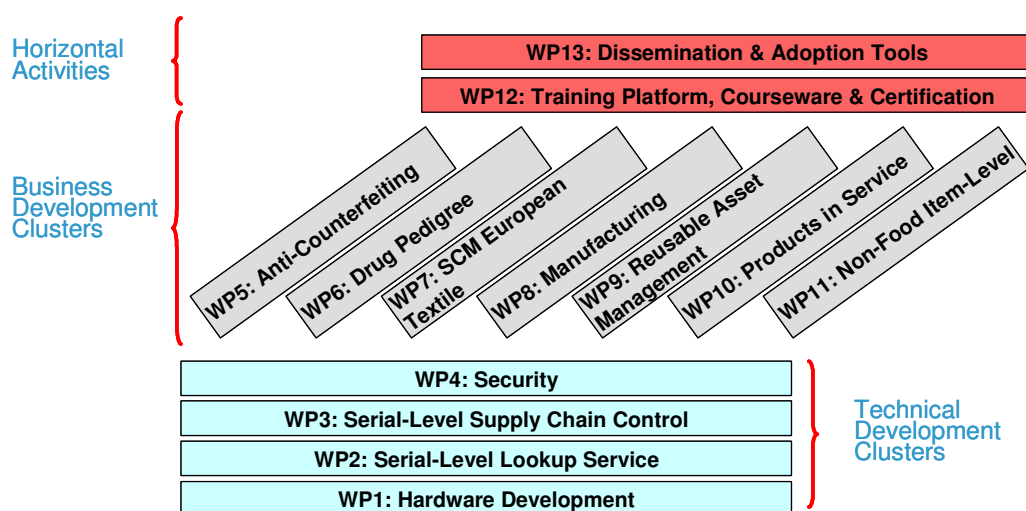 Horizontal
Activities
WP13: Dissemination & Adoption Tools
WP12: Training Platform, Courseware & Certification
Business
Development
Clusters
WP5: Anti-Counterfeiting
WP6: Drug Pedigree
WP7: SCM European
Textile
WP8: Manufacturing
WP9: Reusable Asset
Management
WP10: Products in Service
WP11: Non-Food Item-Level
WP4: Security
WP3: Serial-Level Supply Chain Control
WP2: Serial-Level Lookup Service
WP1: Hardware Development
Technical
Development
Clusters